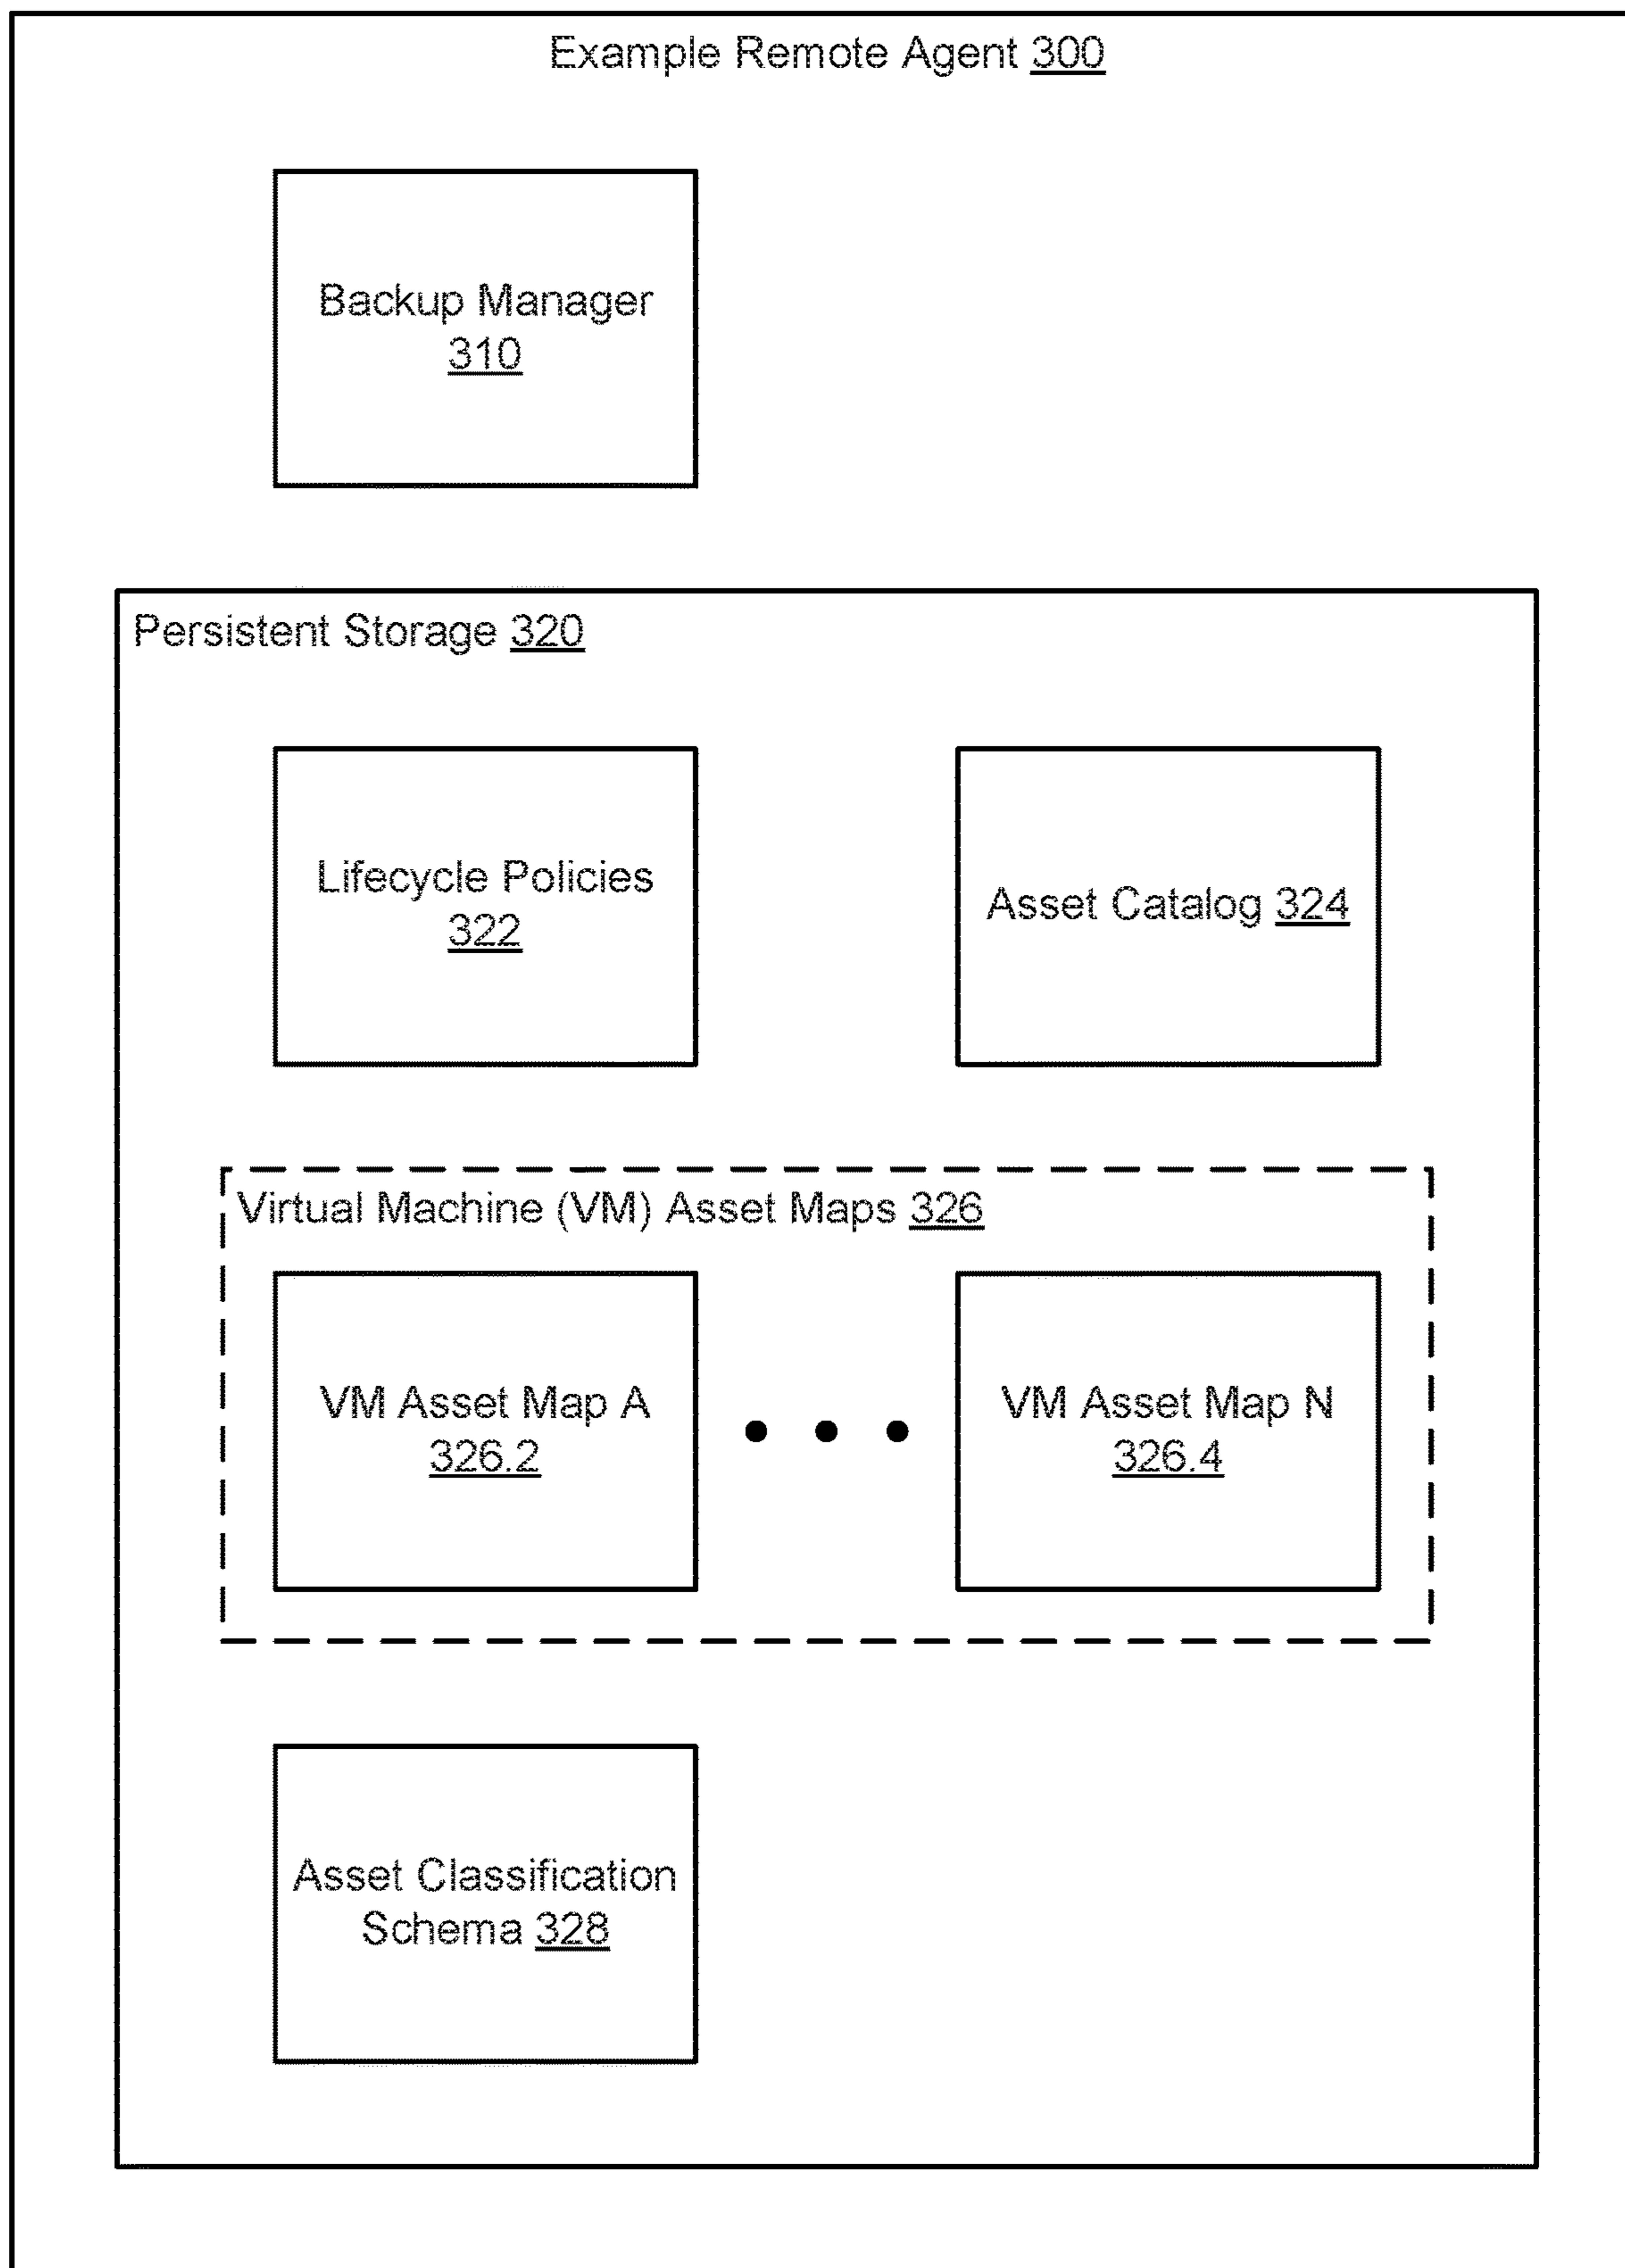 Example Remote Agent 300
Backup Manager
310
Persistent Storage 320
Lifecycle Policies
322
Asset Catalog 324
Virtual Machine (VM) Asset Maps 326
VM Asset Map A
326.2
VM Asset Map N
326.4
Asset Classification
Schema 328